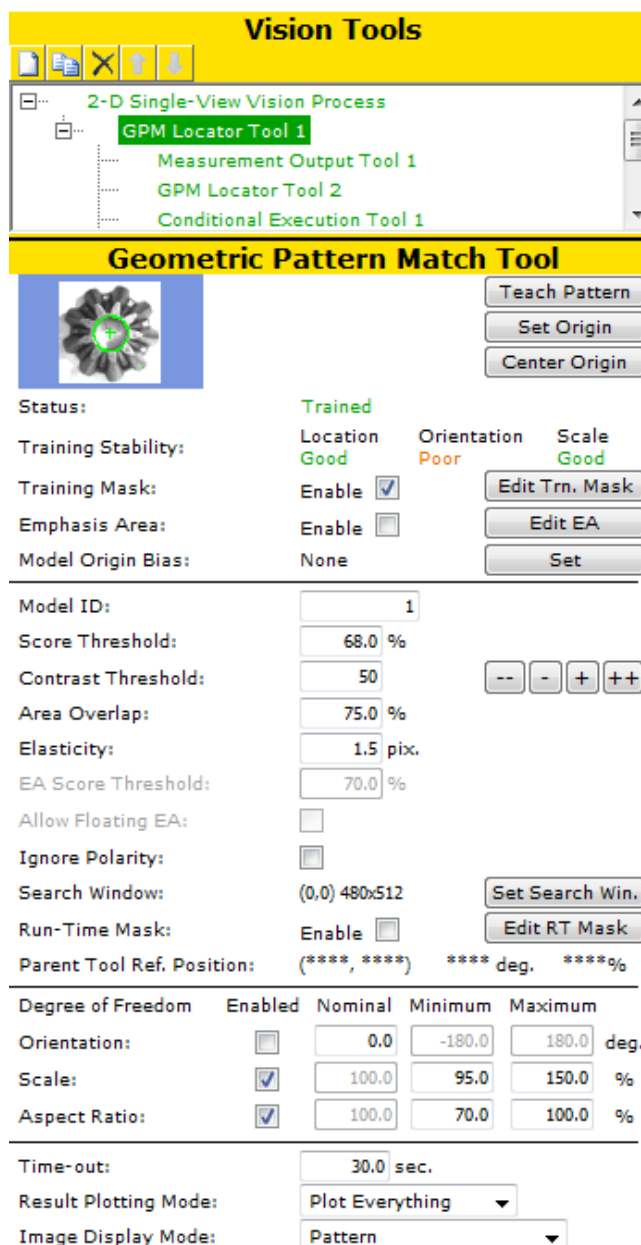 Vision Tools
2-D Single-View Vision Process
GPM Locator Tool 1
Measurement Output Tool 1
GPM Locator Tool 2
Conditional Execution Tool 1
Geometric Pattern Match Tool
Teach Pattern
Set Origin
Center Origin
Status: Trained
Training Stability: Location Orientation Scale
Good Poor Good
Training Mask: Enable Edit Trn. Mask
Emphasis Area: Enable Edit EA
Model Origin Bias: None Set
Model ID: 1
Score Threshold: 68.0 %
Contrast Threshold: 50 -- - + ++
Area Overlap: 75.0 %
Elasticity: 1.5 pix.
EA Score Threshold: 70.0 %
Allow Floating EA:
Ignore Polarity:
Search Window: (0,0) 480x512 Set Search Win.
Run-Time Mask: Enable Edit RT Mask
Parent Tool Ref. Position: (****, ****) **** deg. ****%
Degree of Freedom Enabled Nominal Minimum Maximum
Orientation: 0.0 -180.0 180.0 deg.
Scale: 100.0 95.0 150.0 %
Aspect Ratio: 100.0 70.0 100.0 %
Time-out: 30.0 sec.
Result Plotting Mode: Plot Everything
Image Display Mode: Pattern